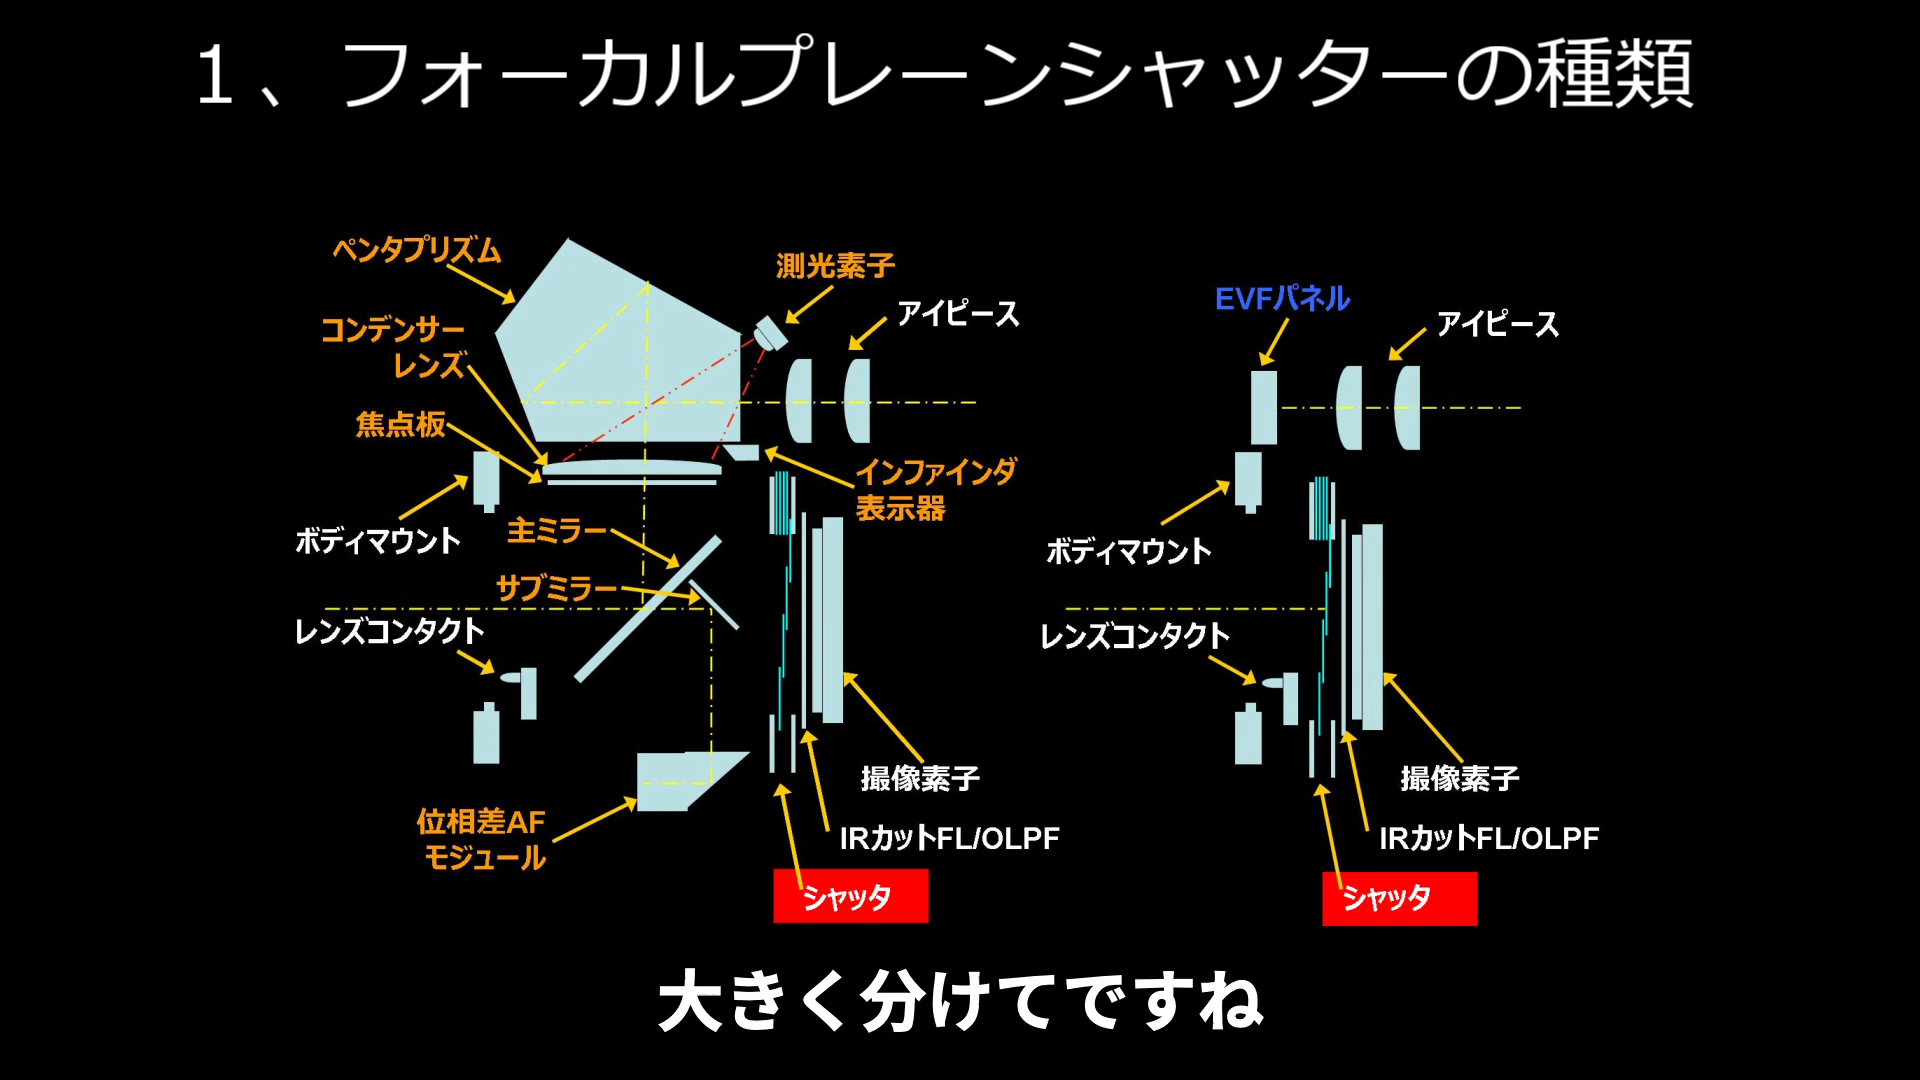 1、フォーカルプレーンシャッターの種類
ペンタプリズム
測光素子
アイピース
コンデンサー
レンズ
焦点板
インファインダ
表示器
ボディマウント
主ミラー
サブミラー
レンズコンタクト
撮像素子
位相差AF
モジュール
IRカットFL/OLPF
シャッタ
EVFパネル
アイピース
ボディマウント
レンズコンタクト
撮像素子
IRカットFL/OLPF
シャッタ
大きく分けてですね